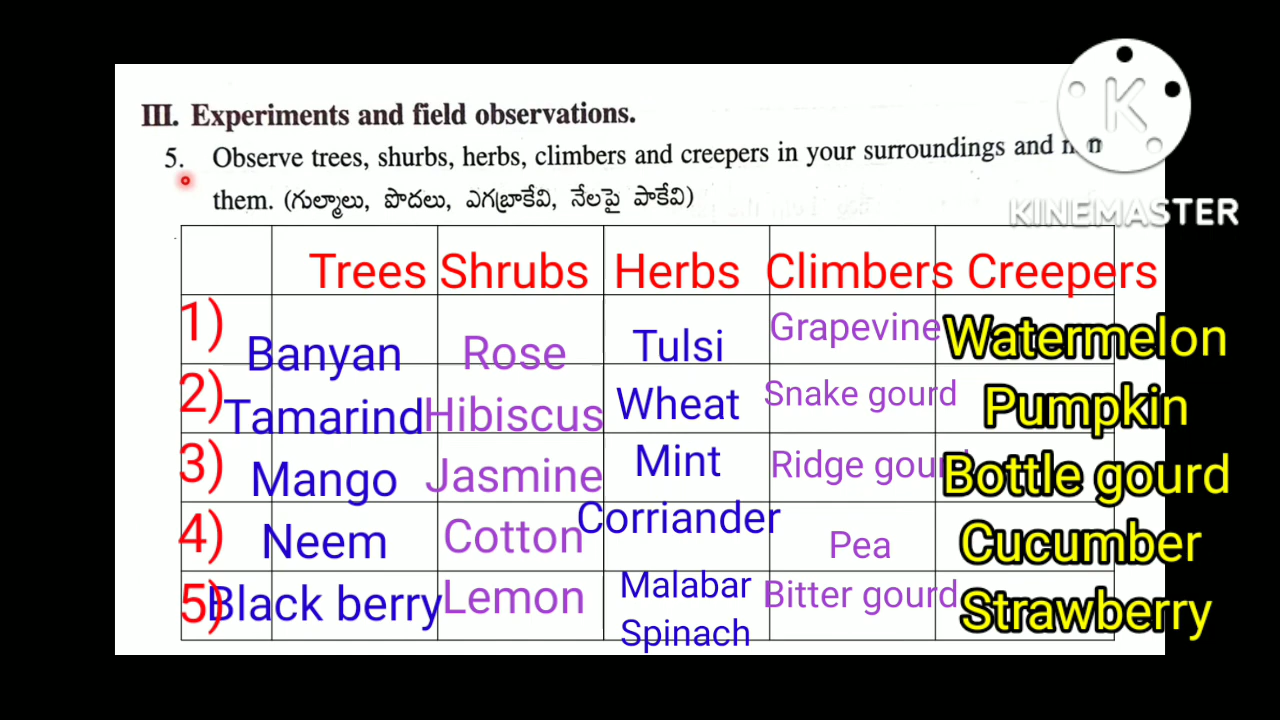 III. Experiments and field observations.
5. Observe trees, shurbs, herbs, climbers and creepers in your surroundings and
them. (గుల్మాలు, పొదలు, ఎగబ్రాకేవి, నేలపై పాకేవి)
KINEMASTER
Trees Shrubs Herbs Climbers Creepers
1) Banyan Rose Tulsi Grapevine Watermelon
2) Tamarind Hibiscus Wheat Snake gourd Pumpkin
3) Mango Jasmine Mint Ridge gourd Bottle gourd
4) Neem Cotton Corriander Pea Cucumber
5) Black berry Lemon Malabar Spinach Bitter gourd Strawberry